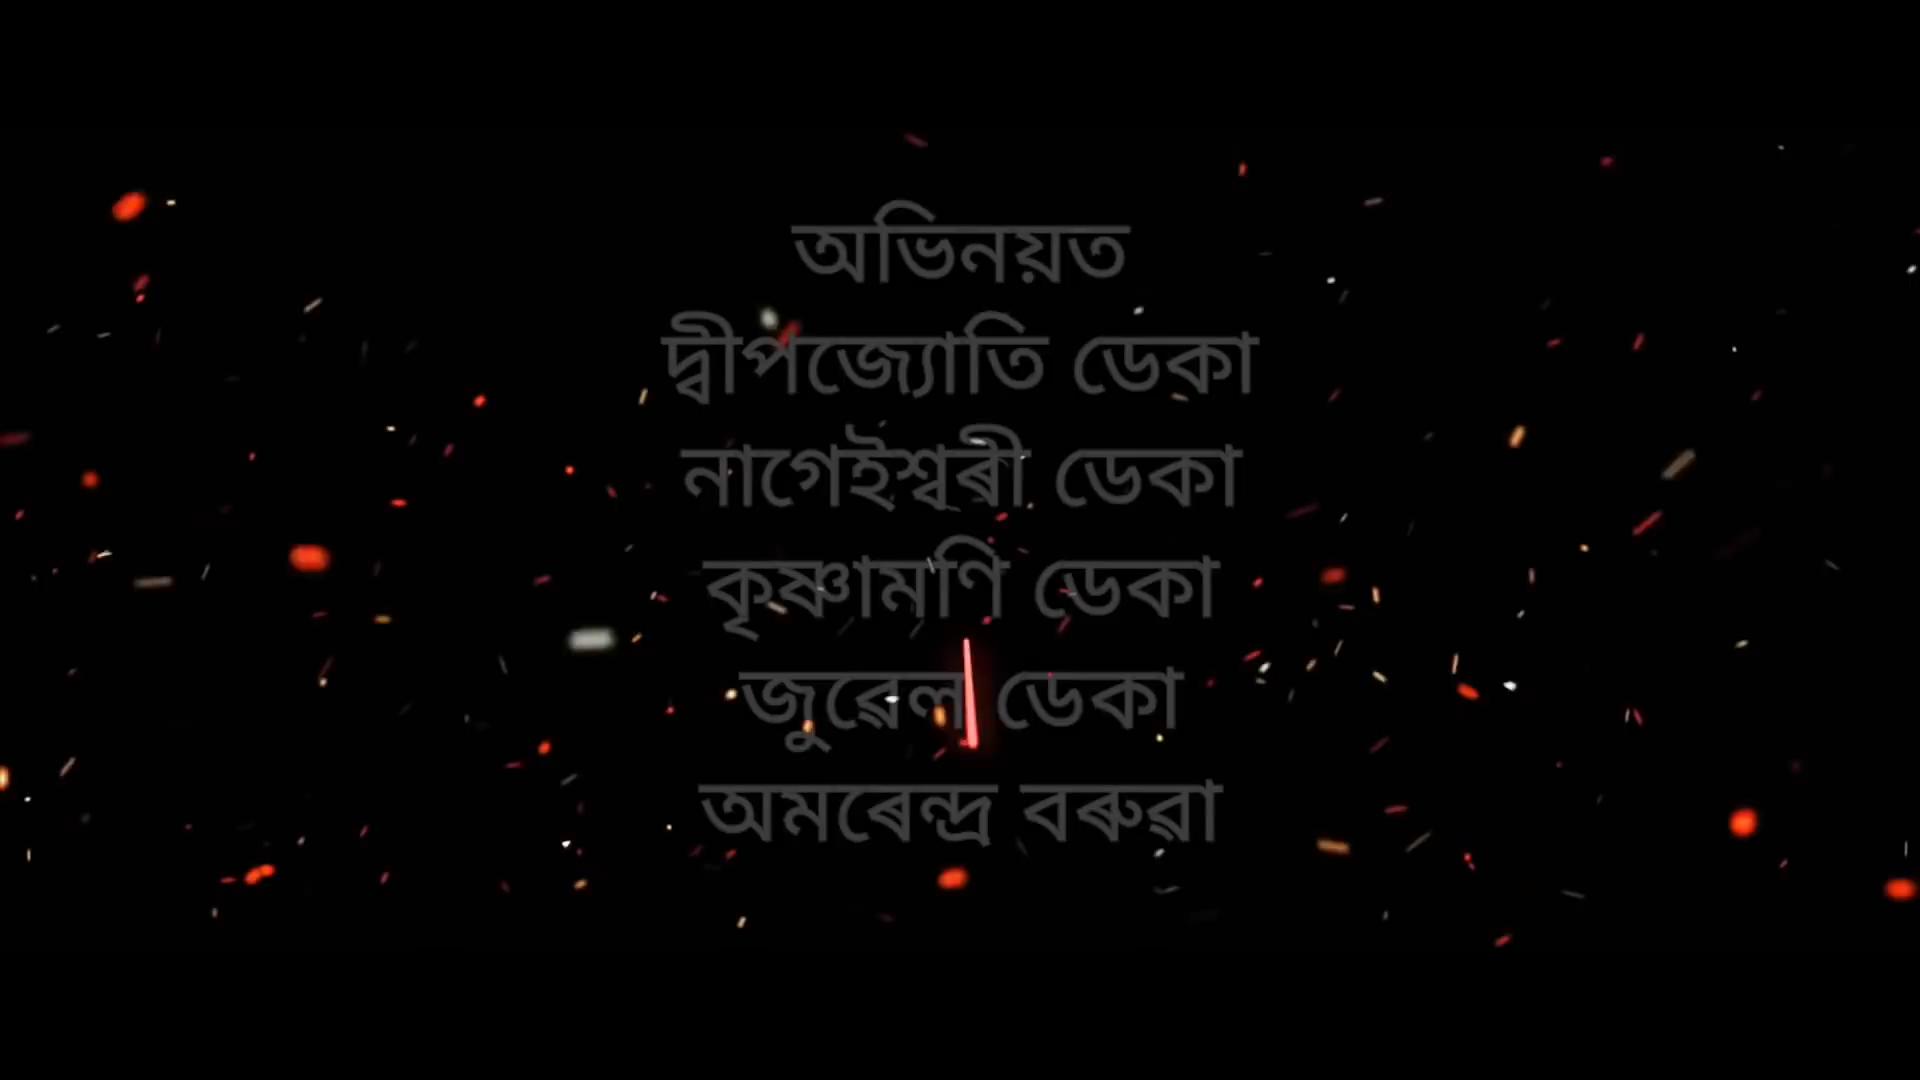 অভিনয়ত
দ্বীপজ্যোতি ডেকা
নাগেইশ্বৰী ডেকা
কৃষ্ণামণি ডেকা
জুৱেল ডেকা
অমৰেন্দ্ৰ বৰুৱা